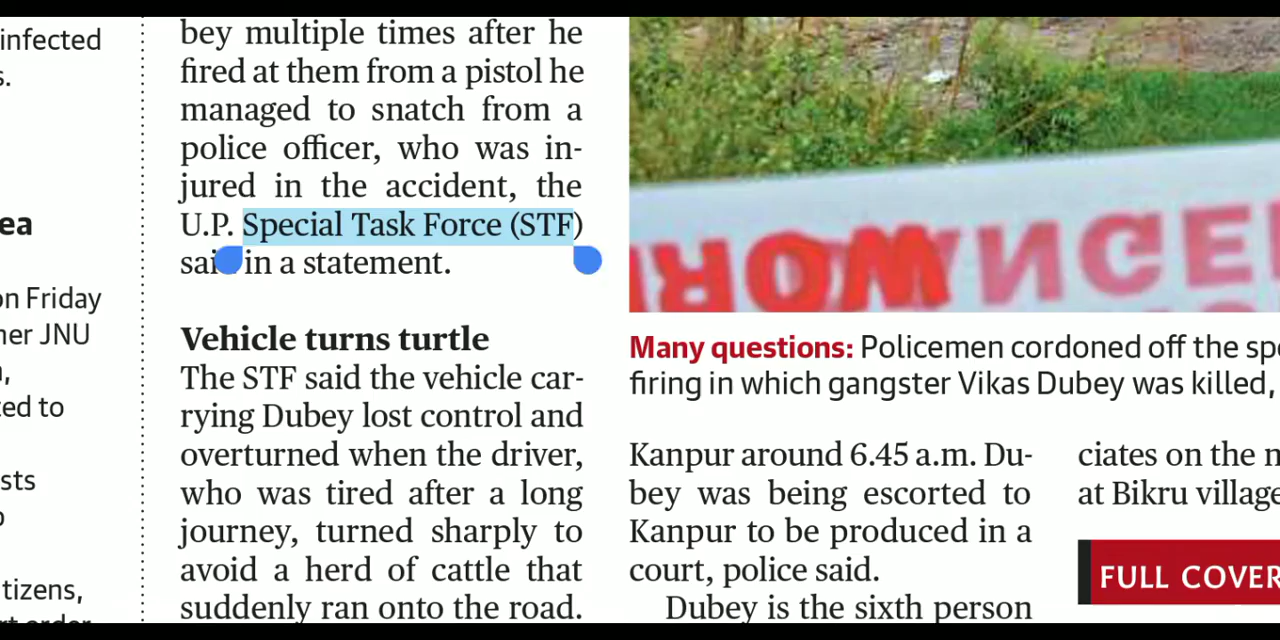 infected
s.
ea
on Friday
ner JNU
ed to
sts
tizens,
bey multiple times after he
fired at them from a pistol he
managed to snatch from a
police officer, who was in-
jured in the accident, the
U.P. Special Task Force (STF)
said in a statement.
Vehicle turns turtle
The STF said the vehicle car-
rying Dubey lost control and
overturned when the driver,
who was tired after a long
journey, turned sharply to
avoid a herd of cattle that
suddenly ran onto the road.
Many questions: Policemen cordoned off the spo
firing in which gangster Vikas Dubey was killed,
Kanpur around 6.45 a.m. Du-
bey was being escorted to
Kanpur to be produced in a
court, police said.
Dubey is the sixth person
ciates on the n
at Bikru village
FULL COVER